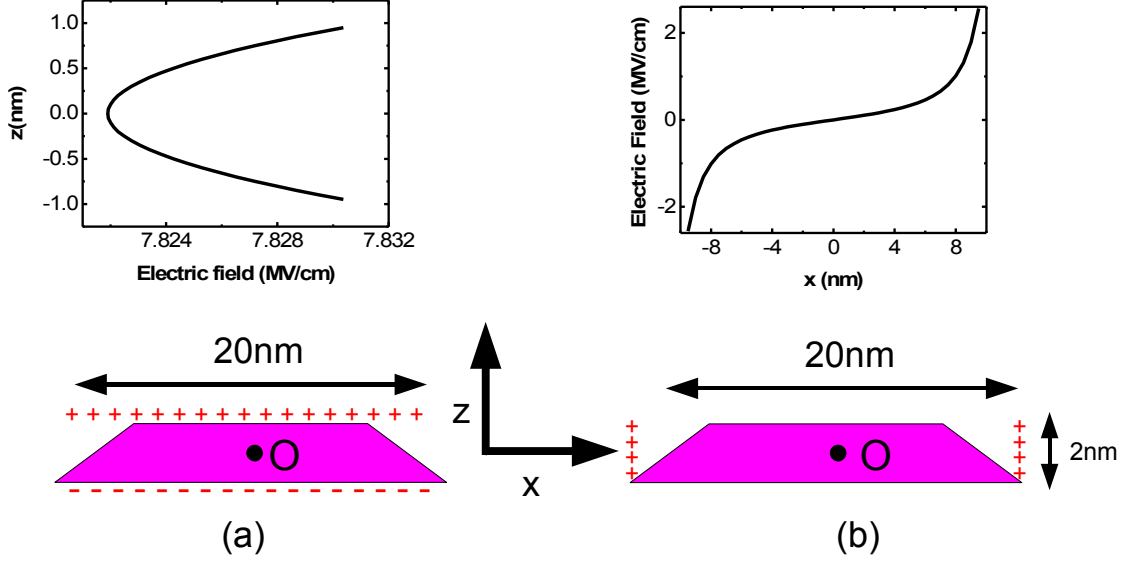 1.0
0.5
0.0
-0.5
-1.0
z(nm)
7.824 7.828 7.832
Electric field (MV/cm)
2
0
-2
Electric Field (MV/cm)
-8 -4 0 4 8
x (nm)
20nm
+ + + + + + + + + + + + + + +
O
- - - - - - - - - - - - - -
(a)
z
x
20nm
+ + + +
+ + + +
O
2nm
(b)